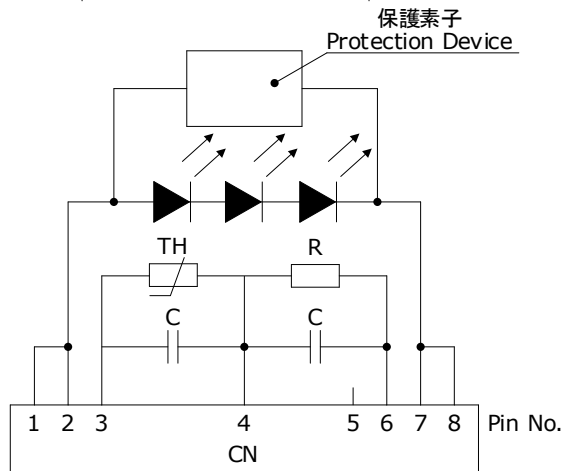 保護素子
Protection Device
TH R
C C
1 2 3 4 5 6 7 8 Pin No.
CN